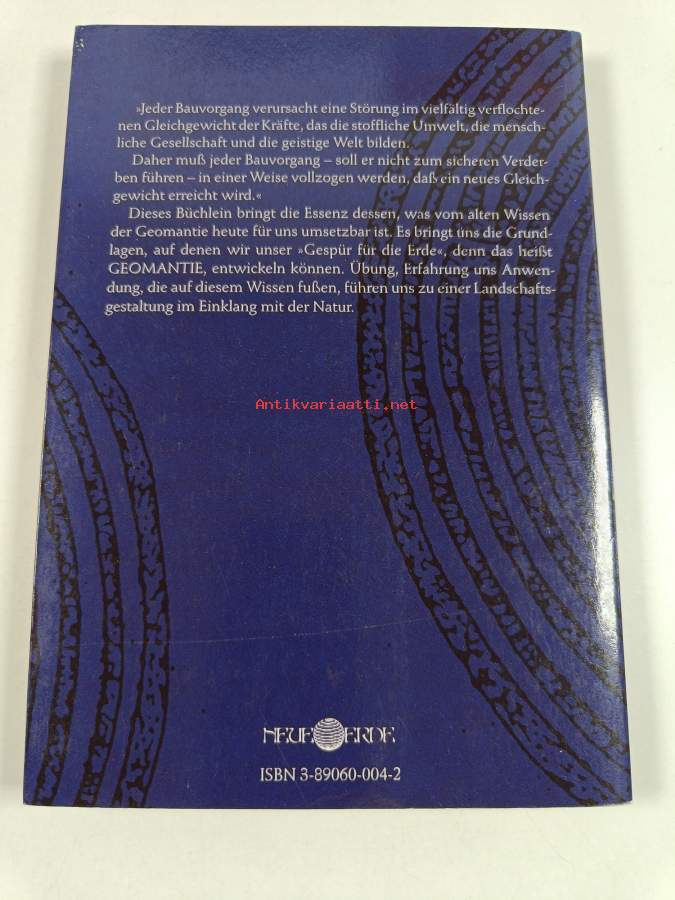 »Jeder Bauvorgang verursacht eine Störung im vielfältig verflochte-
nen Gleichgewicht der Kräfte, das die stoffliche Umwelt, die mensch-
liche Gesellschaft und die geistige Welt bilden.
Daher muß jeder Bauvorgang – soll er nicht zum sicheren Verder-
ben führen – in einer Weise vollzogen werden, daß ein neues Gleich-
gewicht erreicht wird.«
Dieses Büchlein bringt die Essenz dessen, was vom alten Wissen
der Geomantie heute für uns umsetzbar ist. Es bringt uns die Grund-
lagen, auf denen wir unser »Gespür für die Erde«, denn das heißt
GEOMANTIE, entwickeln können. Übung, Erfahrung uns Anwen-
dung, die auf diesem Wissen fußen, führen uns zu einer Landschafts-
gestaltung im Einklang mit der Natur.
Antikvariaatti.net
NEUE ERDE
ISBN 3-89060-004-2